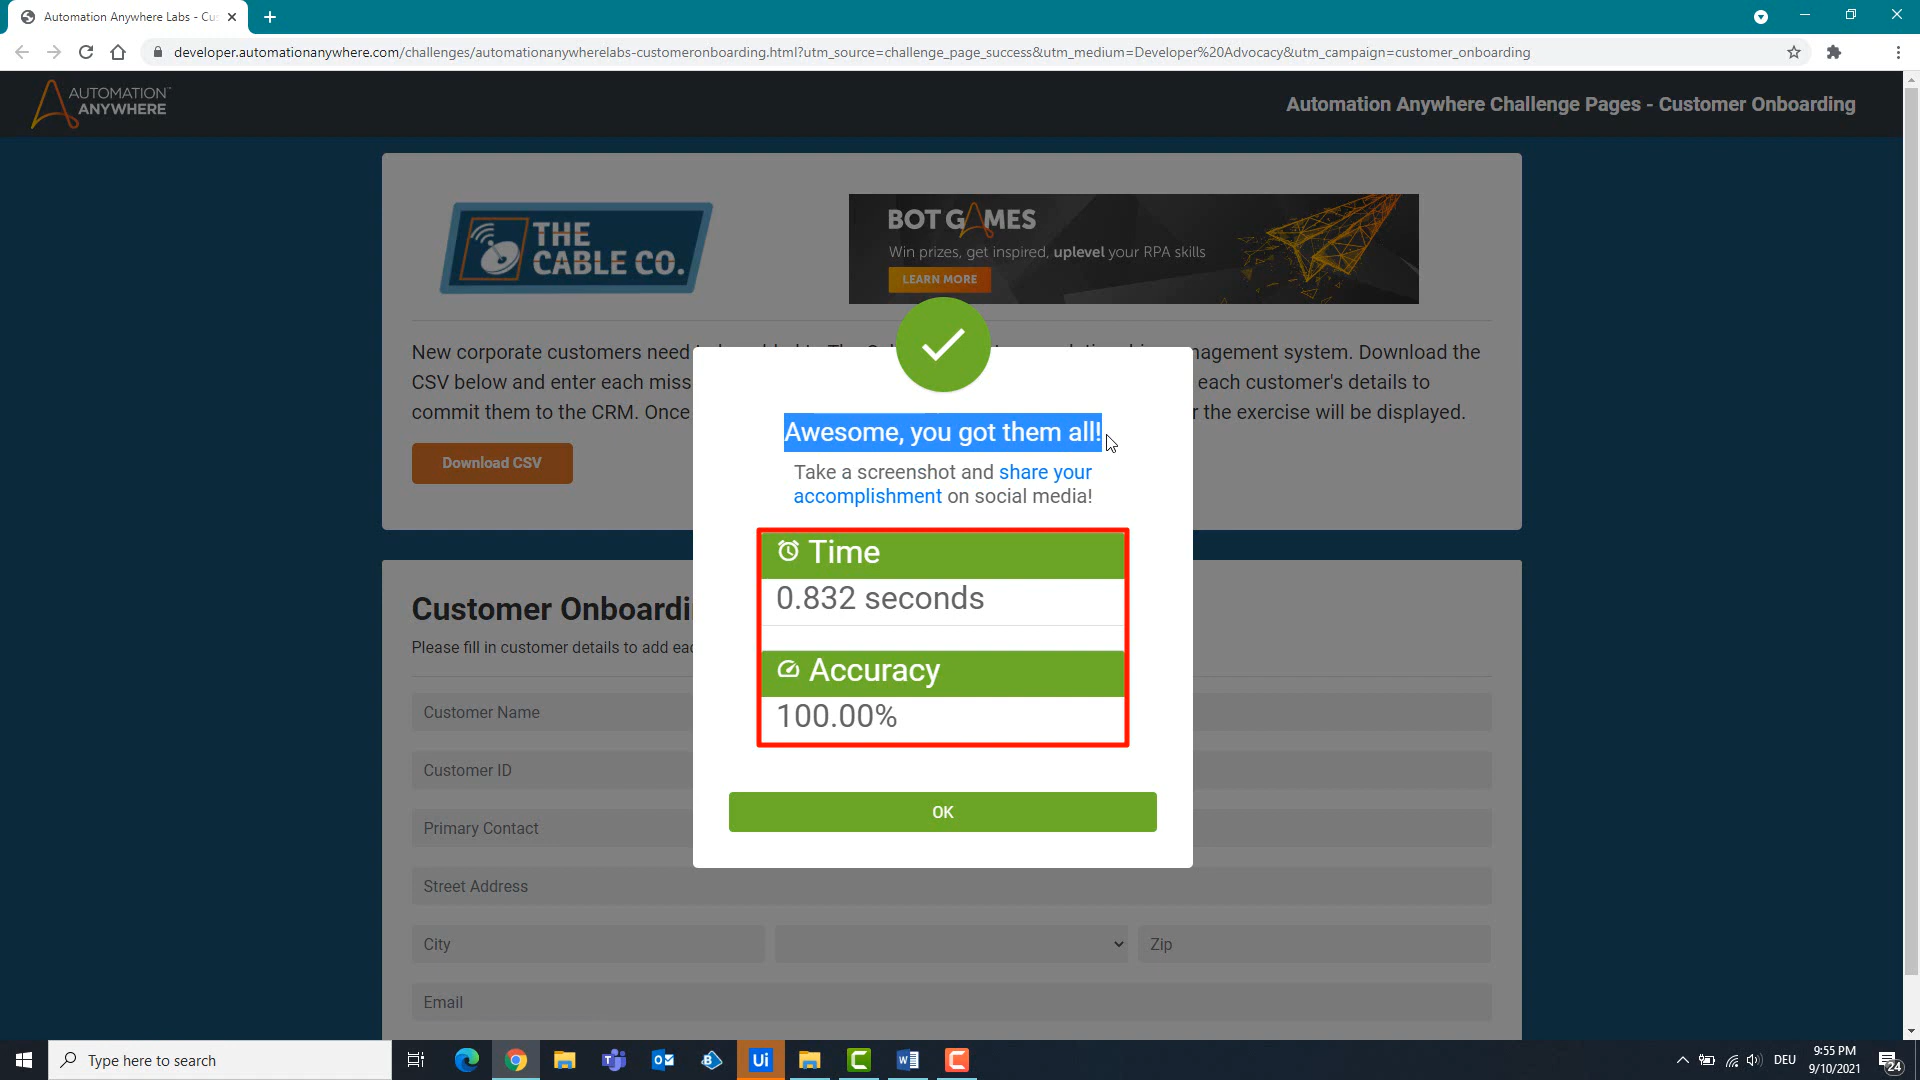 Automation Anywhere Labs - Cu
developer.automationanywhere.com/challenges/automationanywherelabs-customeronboarding.html?utm_source=challenge_page_success&utm_medium=Developer%20Advocacy&utm_campaign=customer_onboarding
AUTOMATION
ANYWHERE
Automation Anywhere Challenge Pages - Customer Onboarding
THE
CABLE CO.
BOT GAMES
Win prizes, get inspired, uplevel your RPA skills
LEARN MORE
New corporate customers need
nagement system. Download the
CSV below and enter each miss
each customer's details to
commit them to the CRM. Once
r the exercise will be displayed.
Download CSV
Awesome, you got them all!
Take a screenshot and share your
accomplishment on social media!
Time
0.832 seconds
Accuracy
100.00%
OK
Customer Onboardi
Please fill in customer details to add ea
Customer Name
Customer ID
Primary Contact
Street Address
City
Zip
Email
Type here to search
Ui
DEU
9:55 PM
9/10/2021
24